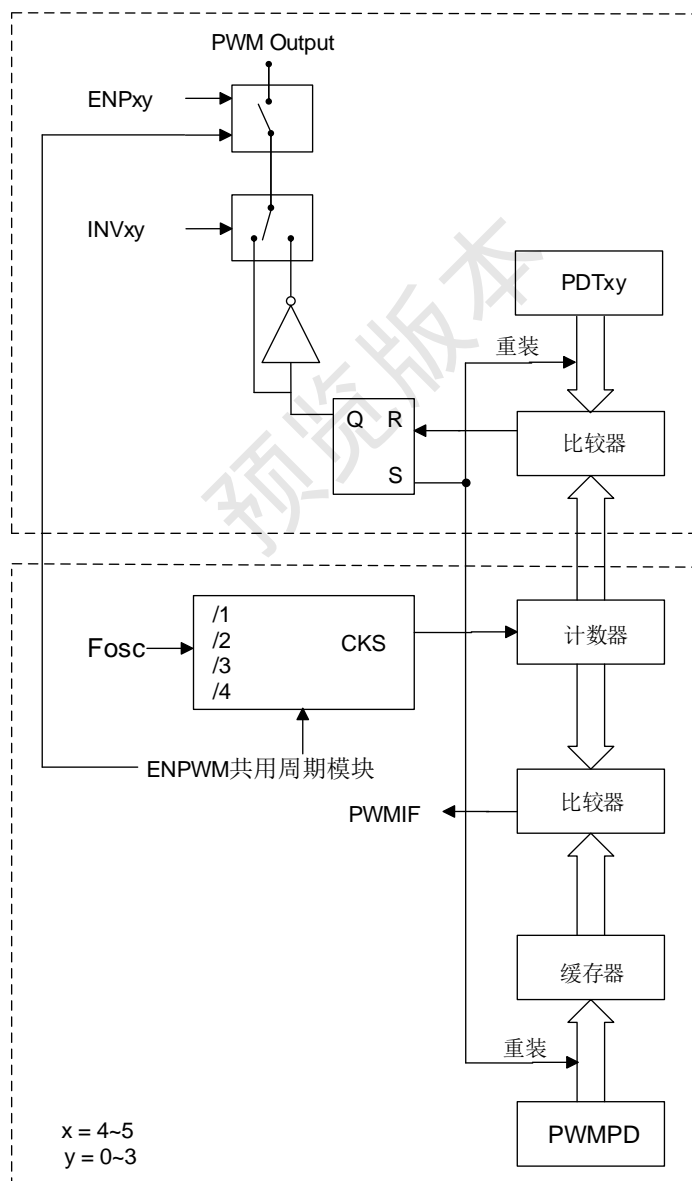 PWM Output
ENPxy
INVxy
PDTxy
重装
Q R
S
比较器
预览版本
/1
/2
/3
/4
CKS
Fosc
计数器
ENPWM共用周期模块
比较器
PWMIF
缓存器
重装
PWMPD
x = 4~5
y = 0~3